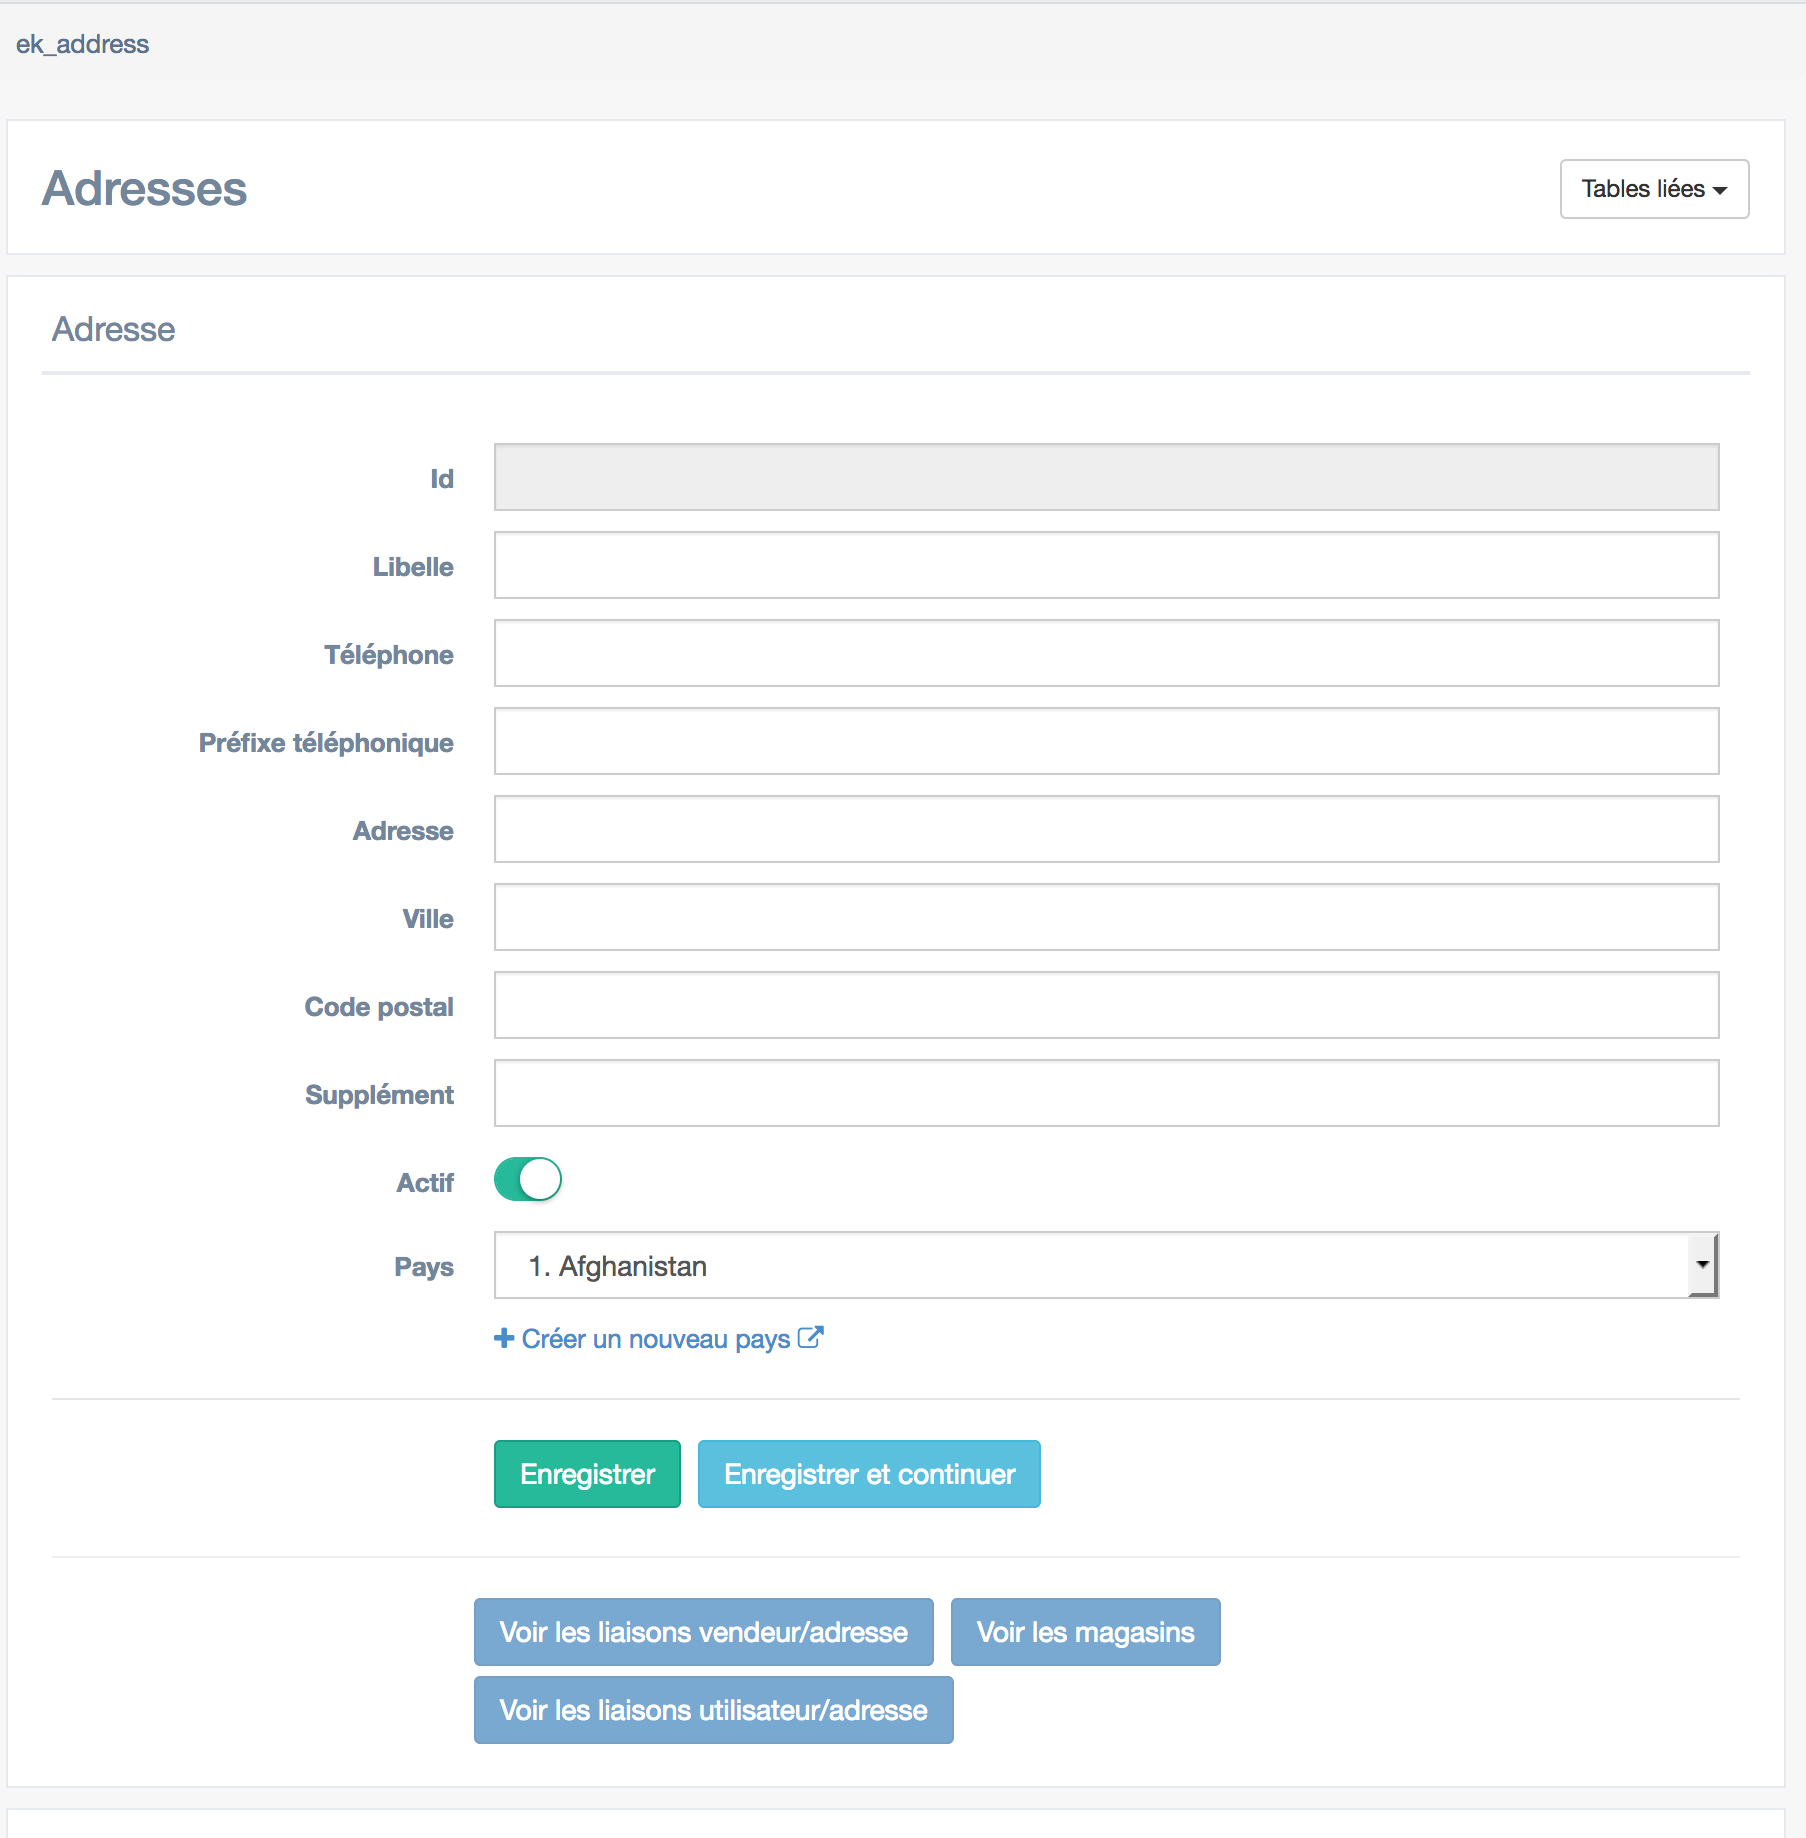 ek_address
Adresses
Tables liées
Adresse
Id
Libelle
Téléphone
Préfixe téléphonique
Adresse
Ville
Code postal
Supplément
Actif
Pays
1. Afghanistan
Créer un nouveau pays
Enregistrer
Enregistrer et continuer
Voir les liaisons vendeur/adresse
Voir les magasins
Voir les liaisons utilisateur/adresse